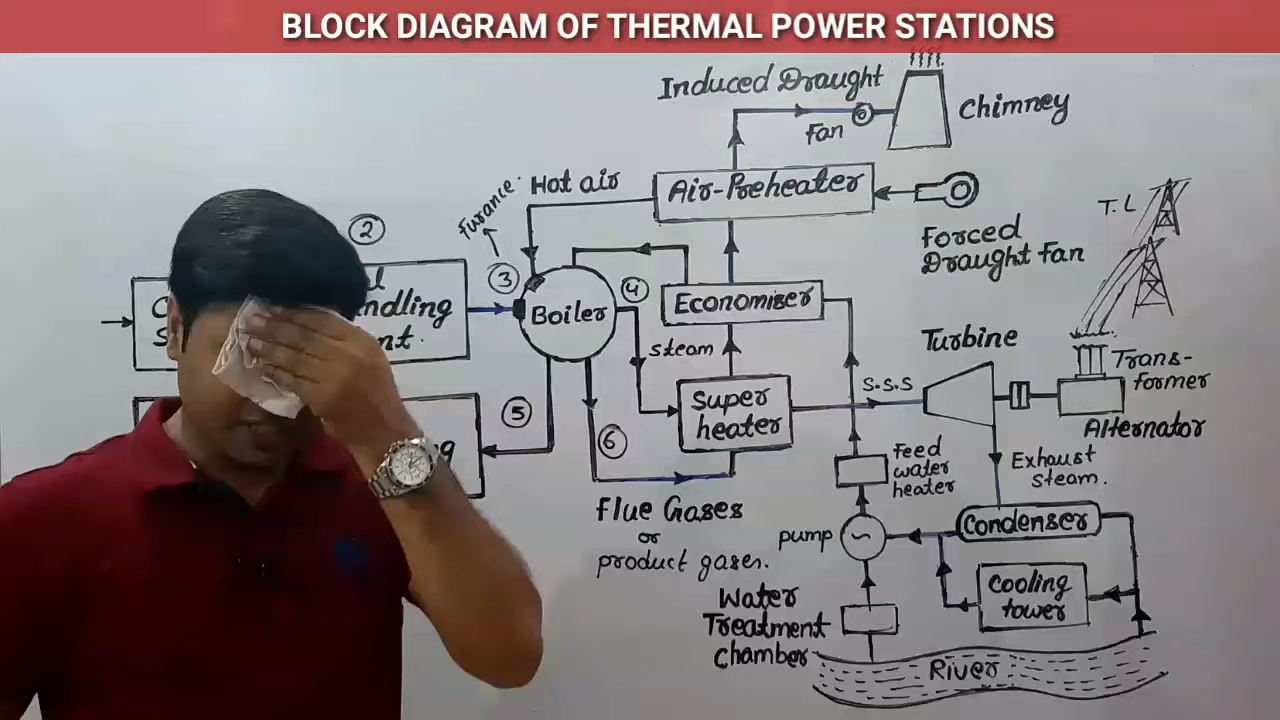 BLOCK DIAGRAM OF THERMAL POWER STATIONS
Induced Draught
Fan
Chimney
Hot air
Air-Preheater
Furance.
T.L
Forced
Draught Fan
2
3
4
Boiler
Economiser
ndling
nt.
steam
Turbine
Super
heater
S.S.S
Trans-
former
Alternator
5
6
Feed
water
heater
Exhaust
steam.
Flue Gases
or
product gases.
pump
Condenser
Cooling
tower
Water
Treatment
Chamber
River